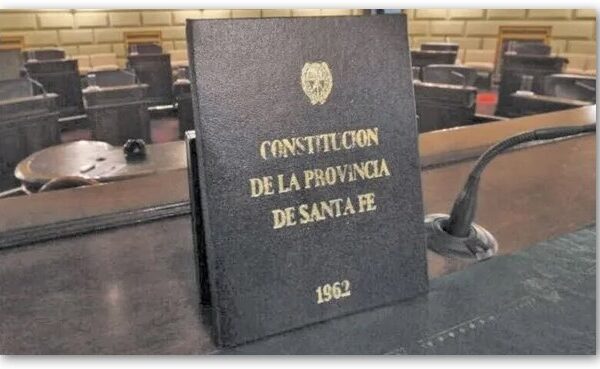 CONSTITUCION
DE LA PROVINCIA
DE SANTA FE
1962